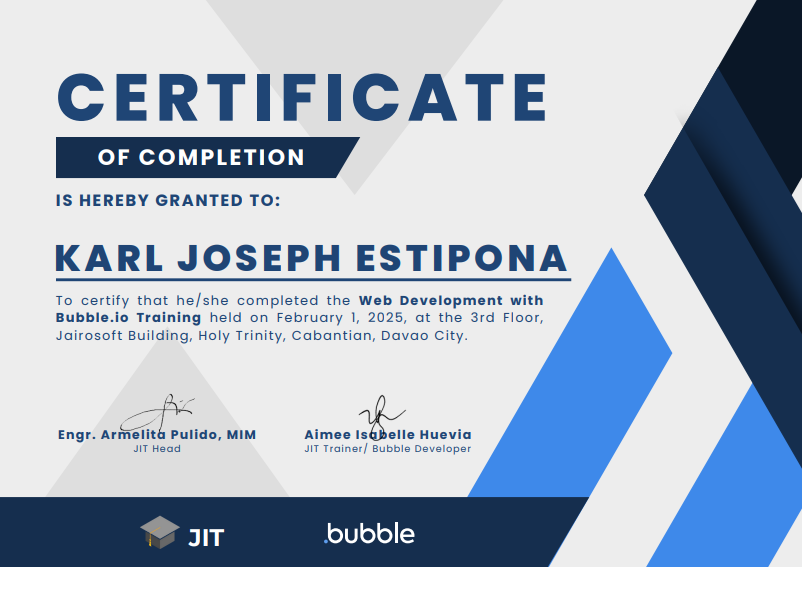 CERTIFICATE
OF COMPLETION
IS HEREBY GRANTED TO:
KARL JOSEPH ESTIPONA
To certify that he/she completed the Web Development with
Bubble.io Training held on February 1, 2025, at the 3rd Floor,
Jairosoft Building, Holy Trinity, Cabantian, Davao City.
Engr. Armelita Pulido, MIM
JIT Head
Aimee Isabelle Huevia
JIT Trainer/ Bubble Developer
JIT
.bubble